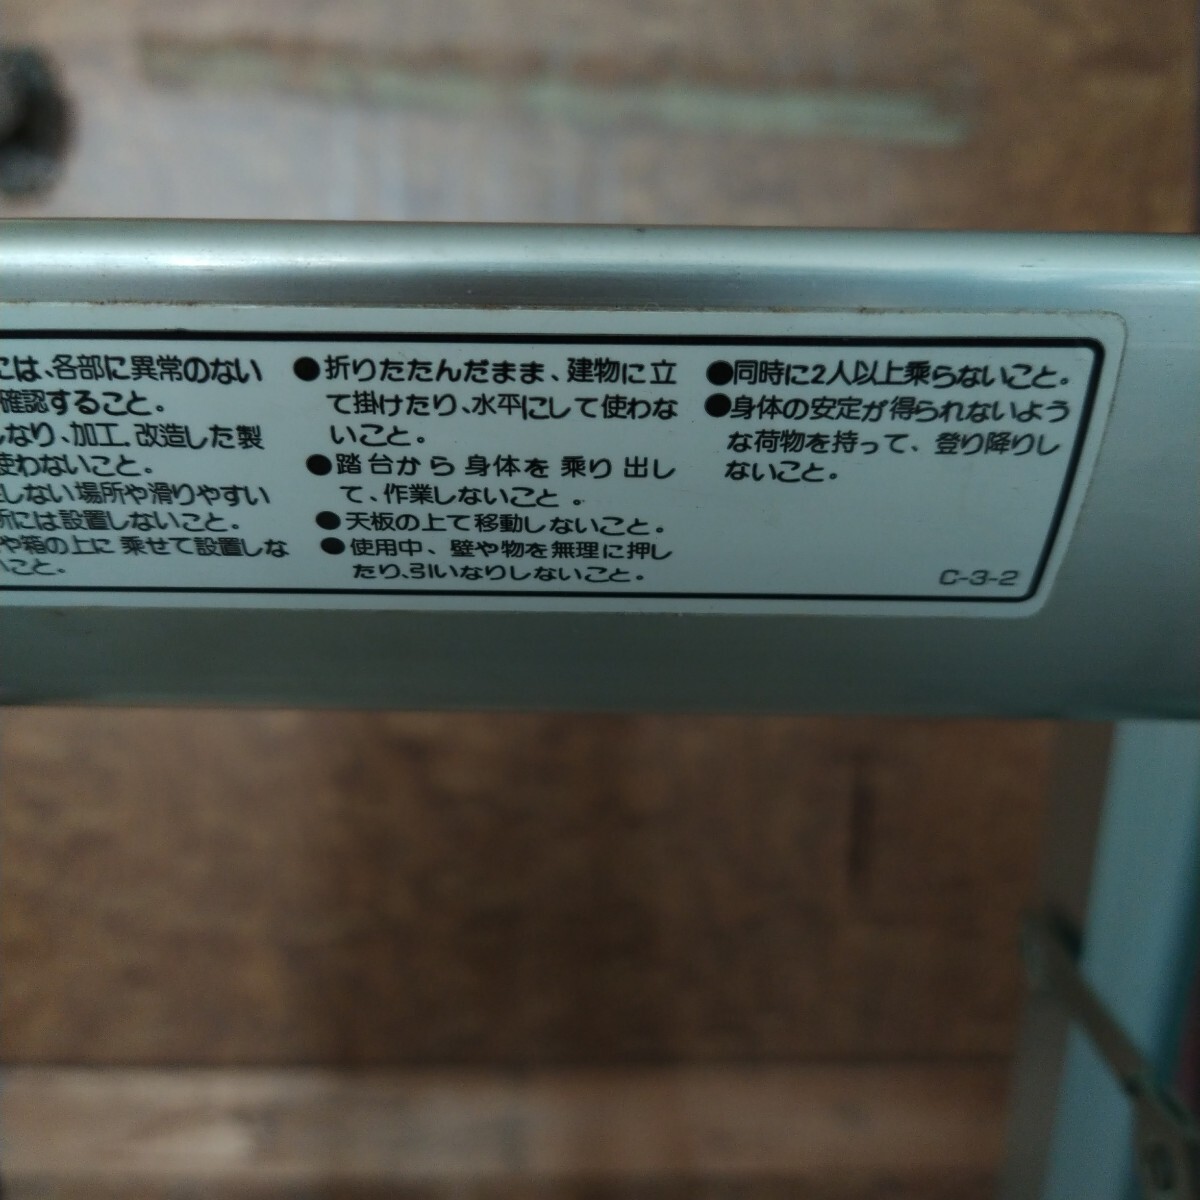 には、各部に異常のない
確認すること。
なり、加工、改造した製
使わないこと。
しない場所や滑りやすい
所には設置しないこと。
や箱の上に乗せて設置しな
いこと。
●折りたたんだまま、建物に立
て掛けたり、水平にして使わな
いこと。
●踏台から身体を乗り出し
て、作業しないこと。
●天板の上で移動しないこと。
●使用中、壁や物を無理に押し
たり、引いなりしないこと。
●同時に2人以上乗らないこと。
●身体の安定が得られないよう
な荷物を持って、登り降りし
ないこと。
C-3-2